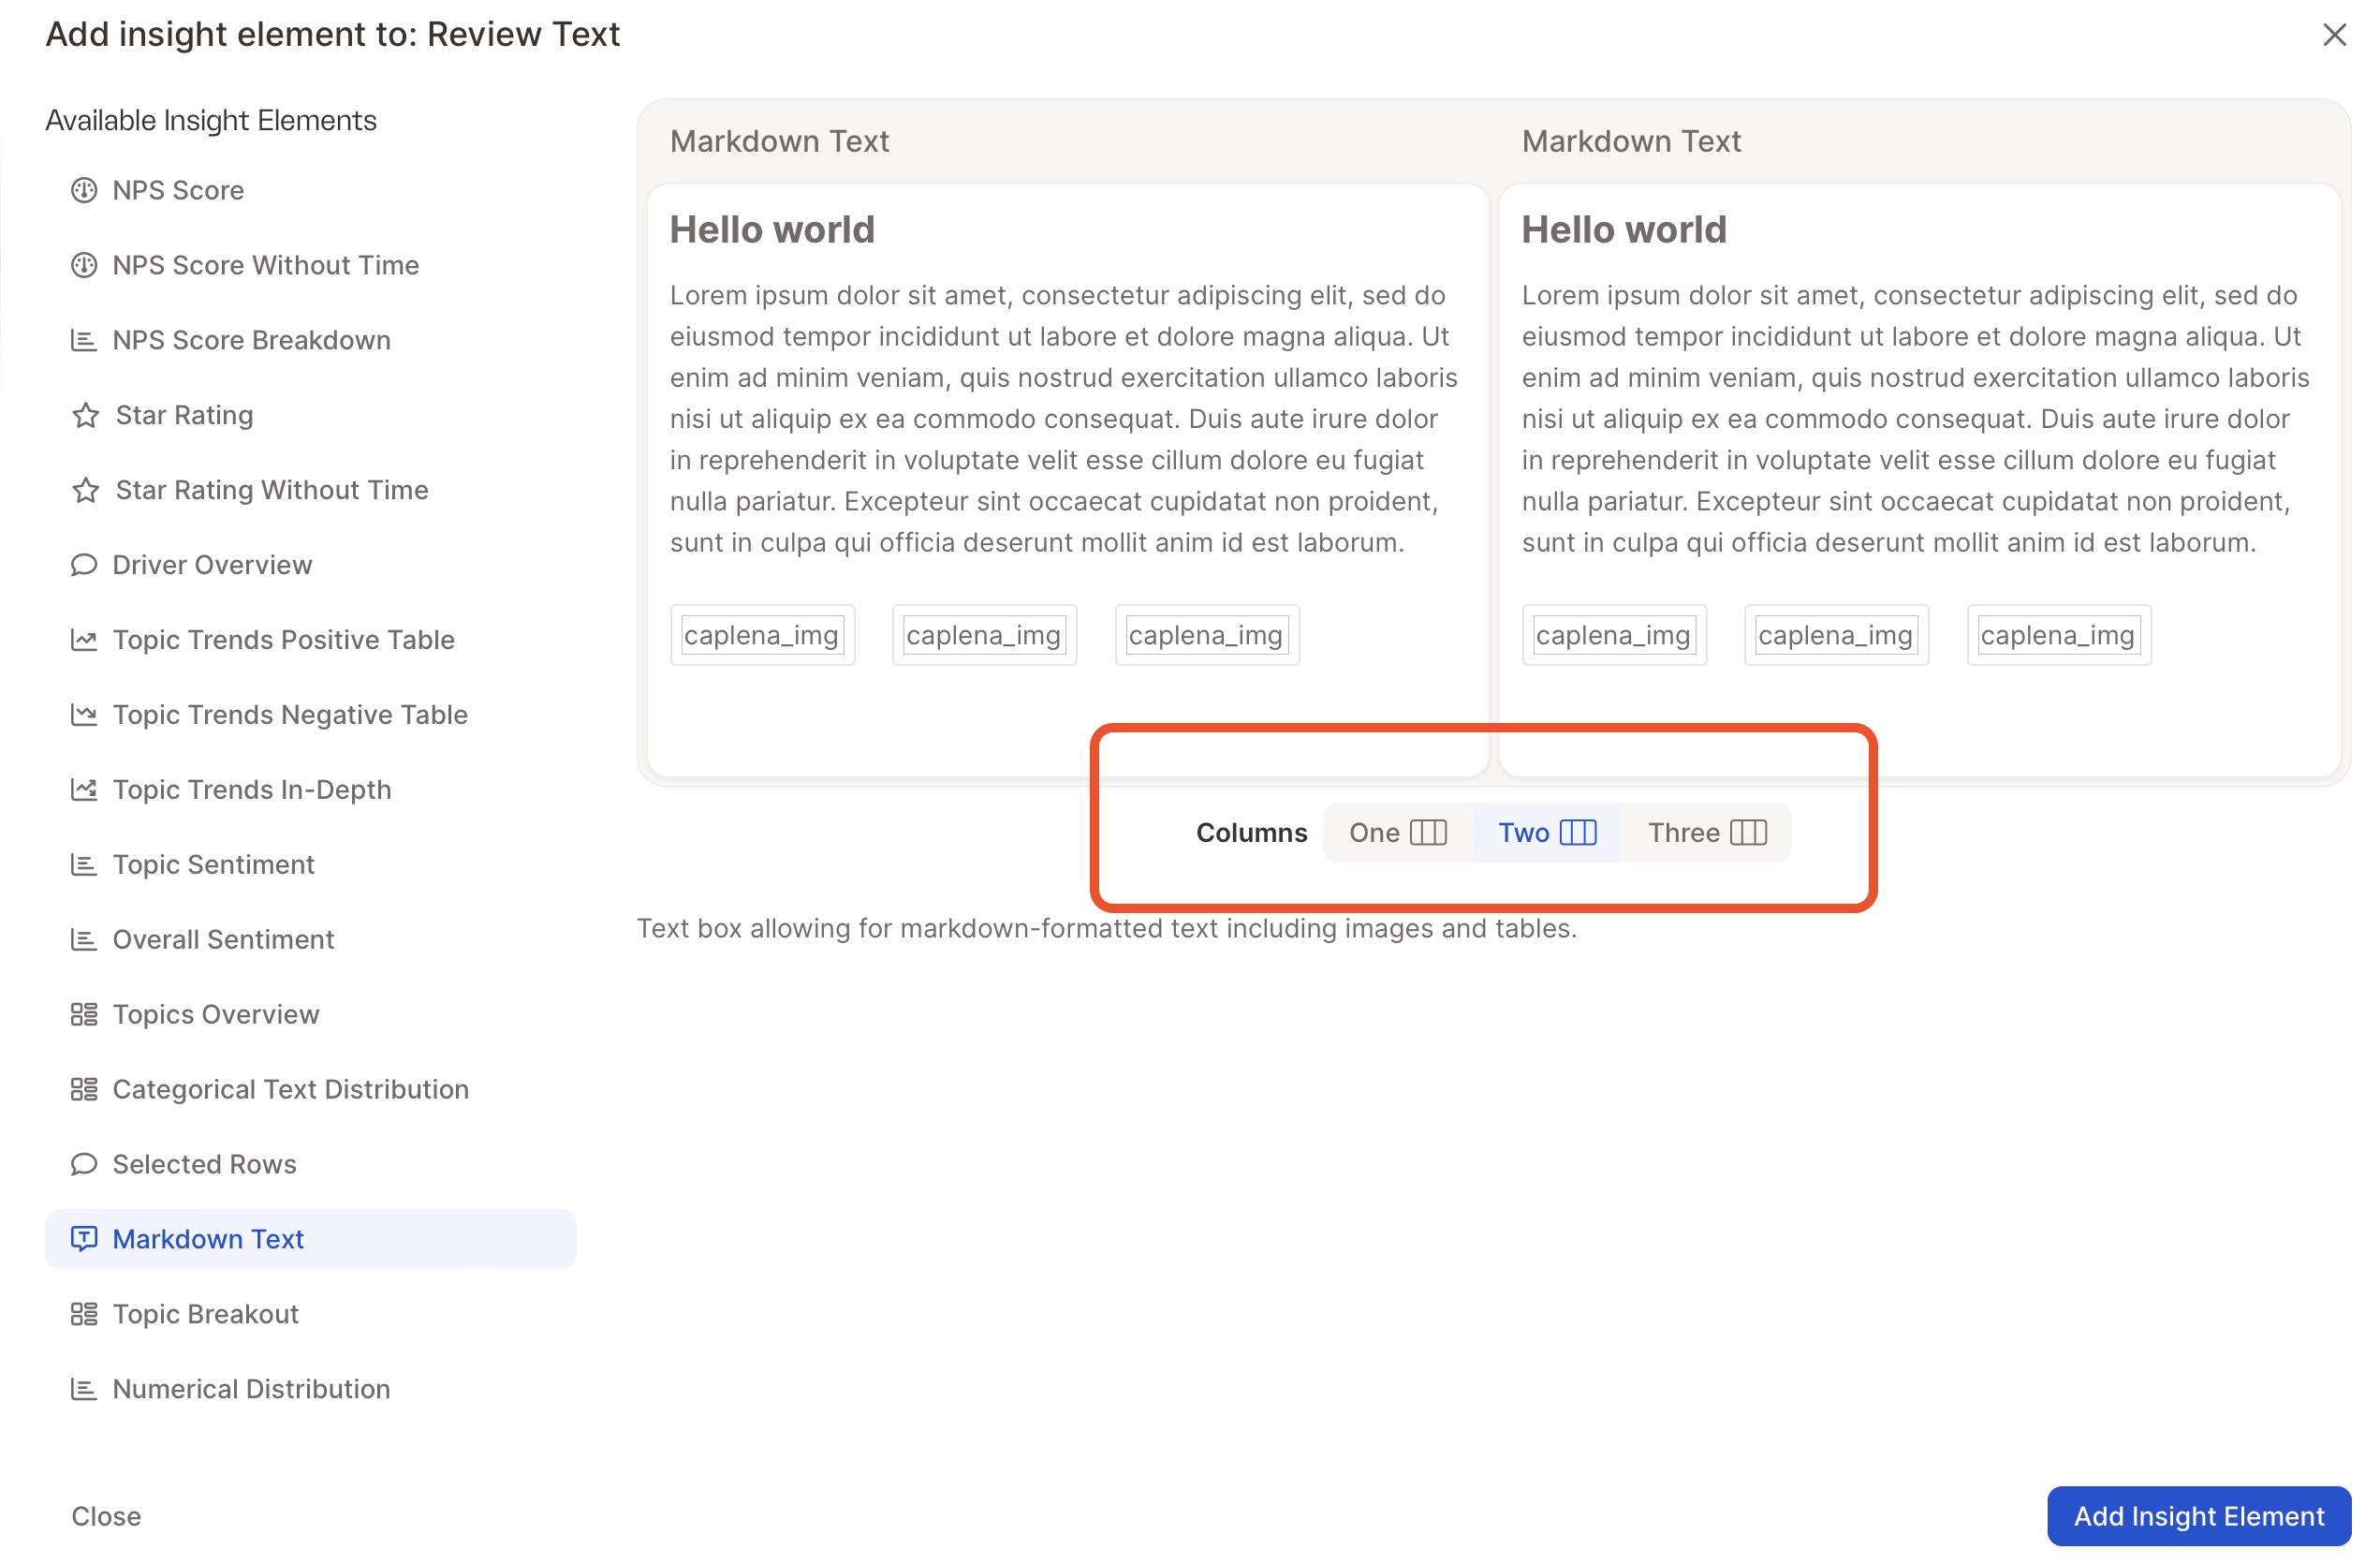 Add insight element to: Review Text
Available Insight Elements
NPS Score
NPS Score Without Time
NPS Score Breakdown
Star Rating
Star Rating Without Time
Driver Overview
Topic Trends Positive Table
Topic Trends Negative Table
Topic Trends In-Depth
Topic Sentiment
Overall Sentiment
Topics Overview
Categorical Text Distribution
Selected Rows
Markdown Text
Topic Breakout
Numerical Distribution
Markdown Text
Hello world
Lorem ipsum dolor sit amet, consectetur adipiscing elit, sed do
eiusmod tempor incididunt ut labore et dolore magna aliqua. Ut
enim ad minim veniam, quis nostrud exercitation ullamco laboris
nisi ut aliquip ex ea commodo consequat. Duis aute irure dolor
in reprehenderit in voluptate velit esse cillum dolore eu fugiat
nulla pariatur. Excepteur sint occaecat cupidatat non proident,
sunt in culpa qui officia deserunt mollit anim id est laborum.
caplena_img caplena_img caplena_img
Markdown Text
Hello world
Lorem ipsum dolor sit amet, consectetur adipiscing elit, sed do
eiusmod tempor incididunt ut labore et dolore magna aliqua. Ut
enim ad minim veniam, quis nostrud exercitation ullamco laboris
nisi ut aliquip ex ea commodo consequat. Duis aute irure dolor
in reprehenderit in voluptate velit esse cillum dolore eu fugiat
nulla pariatur. Excepteur sint occaecat cupidatat non proident,
sunt in culpa qui officia deserunt mollit anim id est laborum.
caplena_img caplena_img caplena_img
Columns One Two Three
Text box allowing for markdown-formatted text including images and tables.
Close
Add Insight Element